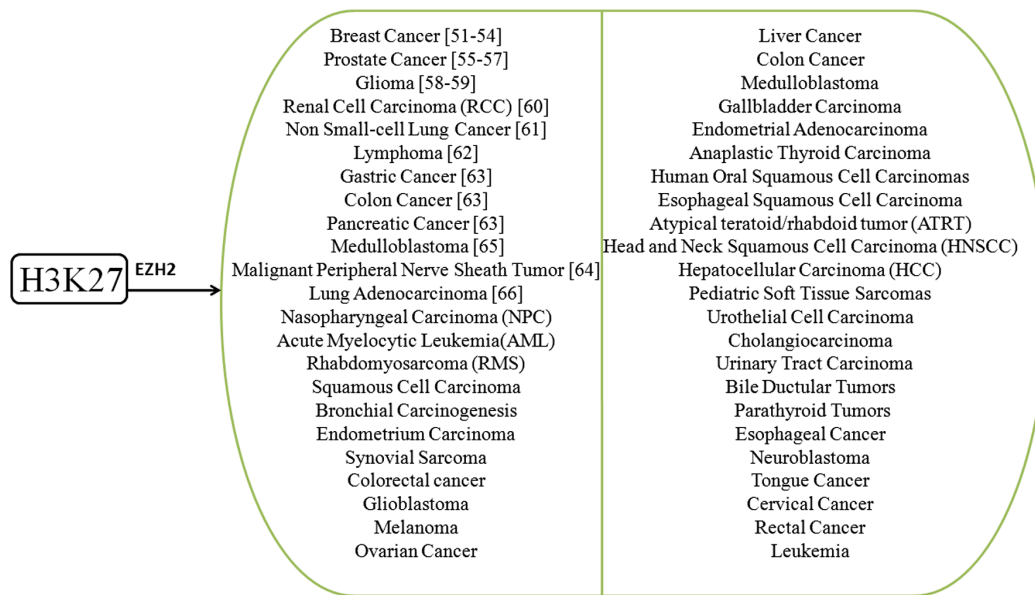 H3K27
EZH2
Breast Cancer [51-54]
Prostate Cancer [55-57]
Glioma [58-59]
Renal Cell Carcinoma (RCC) [60]
Non Small-cell Lung Cancer [61]
Lymphoma [62]
Gastric Cancer [63]
Colon Cancer [63]
Pancreatic Cancer [63]
Medulloblastoma [65]
Malignant Peripheral Nerve Sheath Tumor [64]
Lung Adenocarcinoma [66]
Nasopharyngeal Carcinoma (NPC)
Acute Myelocytic Leukemia(AML)
Rhabdomyosarcoma (RMS)
Squamous Cell Carcinoma
Bronchial Carcinogenesis
Endometrium Carcinoma
Synovial Sarcoma
Colorectal cancer
Glioblastoma
Melanoma
Ovarian Cancer
Liver Cancer
Colon Cancer
Medulloblastoma
Gallbladder Carcinoma
Endometrial Adenocarcinoma
Anaplastic Thyroid Carcinoma
Human Oral Squamous Cell Carcinomas
Esophageal Squamous Cell Carcinoma
Atypical teratoid/rhabdoid tumor (ATRT)
Head and Neck Squamous Cell Carcinoma (HNSCC)
Hepatocellular Carcinoma (HCC)
Pediatric Soft Tissue Sarcomas
Urothelial Cell Carcinoma
Cholangiocarcinoma
Urinary Tract Carcinoma
Bile Ductular Tumors
Parathyroid Tumors
Esophageal Cancer
Neuroblastoma
Tongue Cancer
Cervical Cancer
Rectal Cancer
Leukemia